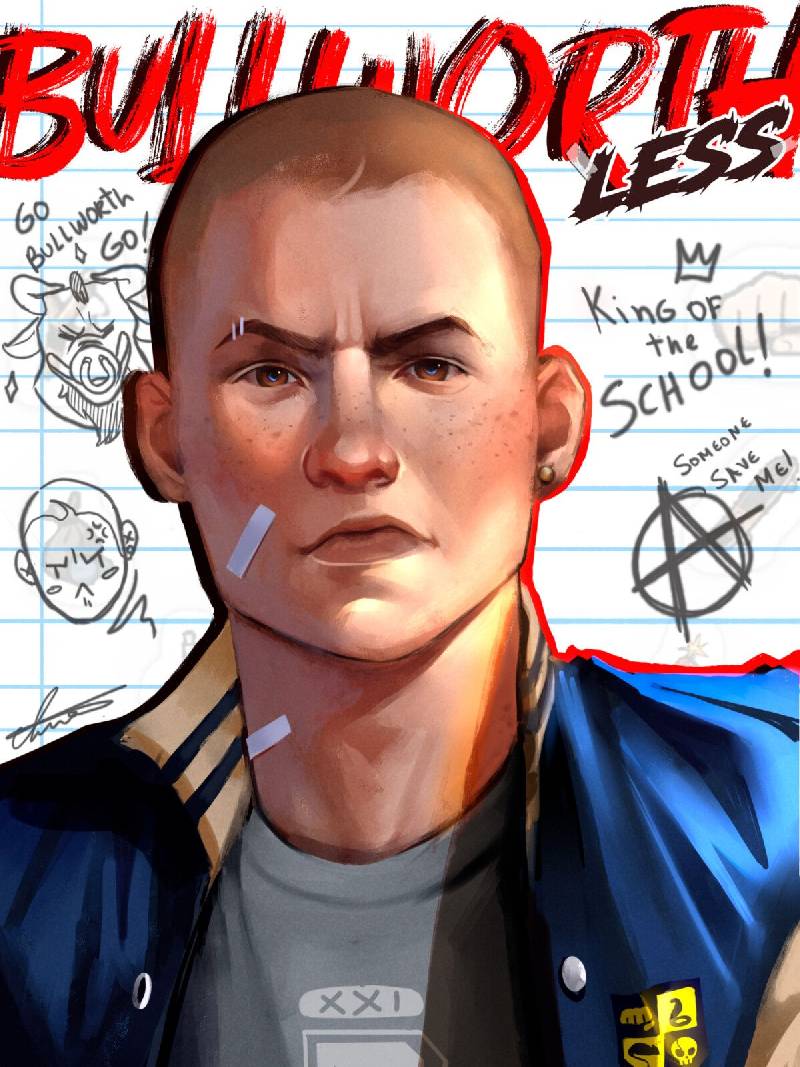 BULLWORTH
LESS
GO
BULLWORTH
GO!
KING OF
the
SCHOOL!
SOMEONE
SAVE
ME!
XXI